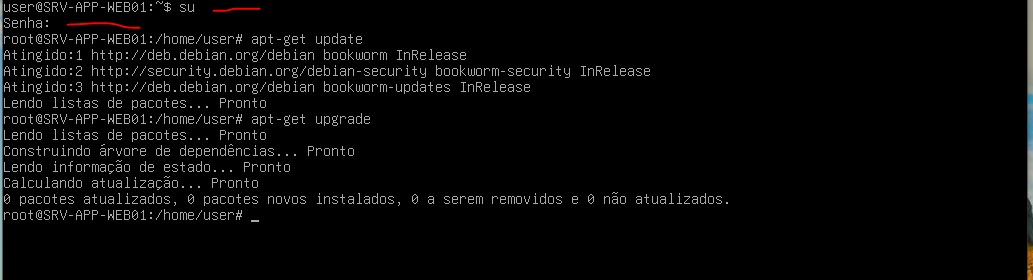 user@SRV-APP-WEB01:~$ su
Senha:
root@SRV-APP-WEB01:/home/user# apt-get update
Atingido:1 http://deb.debian.org/debian bookworm InRelease
Atingido:2 http://security.debian.org/debian-security bookworm-security InRelease
Atingido:3 http://deb.debian.org/debian bookworm-updates InRelease
Lendo listas de pacotes... Pronto
root@SRV-APP-WEB01:/home/user# apt-get upgrade
Lendo listas de pacotes... Pronto
Construindo árvore de dependências... Pronto
Lendo informação de estado... Pronto
Calculando atualização... Pronto
0 pacotes atualizados, 0 pacotes novos instalados, 0 a serem removidos e 0 não atualizados.
root@SRV-APP-WEB01:/home/user# _